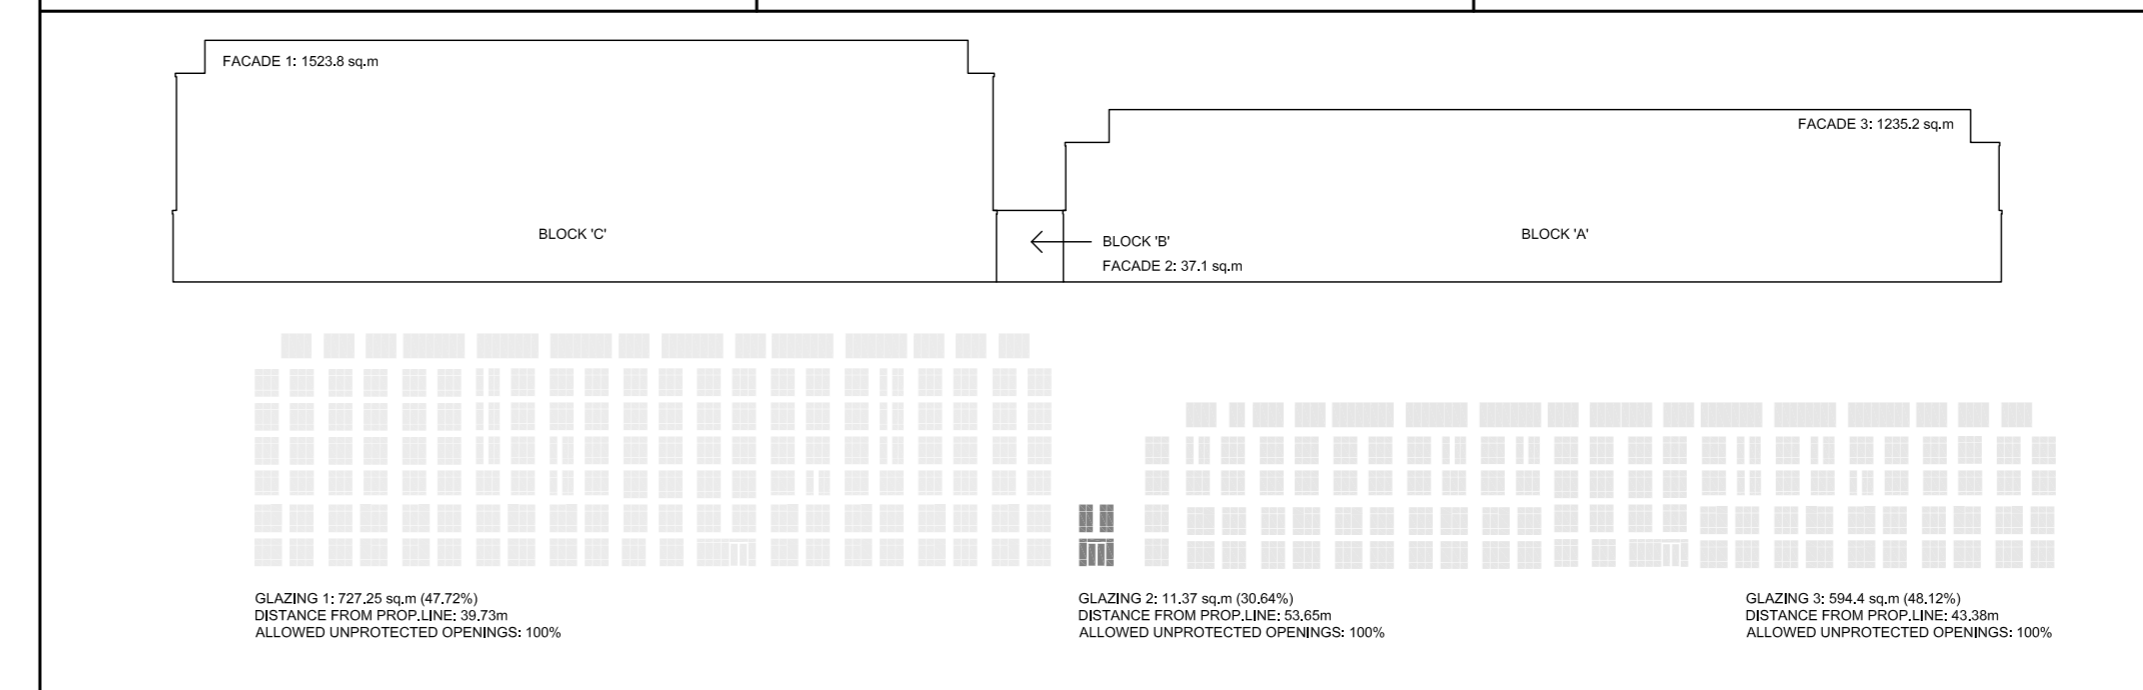 FACADE 1: 1523.8 sq.m
FACADE 3: 1235.2 sq.m
BLOCK 'C'
BLOCK 'B'
FACADE 2: 37.1 sq.m
BLOCK 'A'
GLAZING 1: 727.25 sq.m (47.72%)
DISTANCE FROM PROP.LINE: 39.73m
ALLOWED UNPROTECTED OPENINGS: 100%
GLAZING 2: 11.37 sq.m (30.64%)
DISTANCE FROM PROP.LINE: 53.65m
ALLOWED UNPROTECTED OPENINGS: 100%
GLAZING 3: 594.4 sq.m (48.12%)
DISTANCE FROM PROP.LINE: 43.38m
ALLOWED UNPROTECTED OPENINGS: 100%